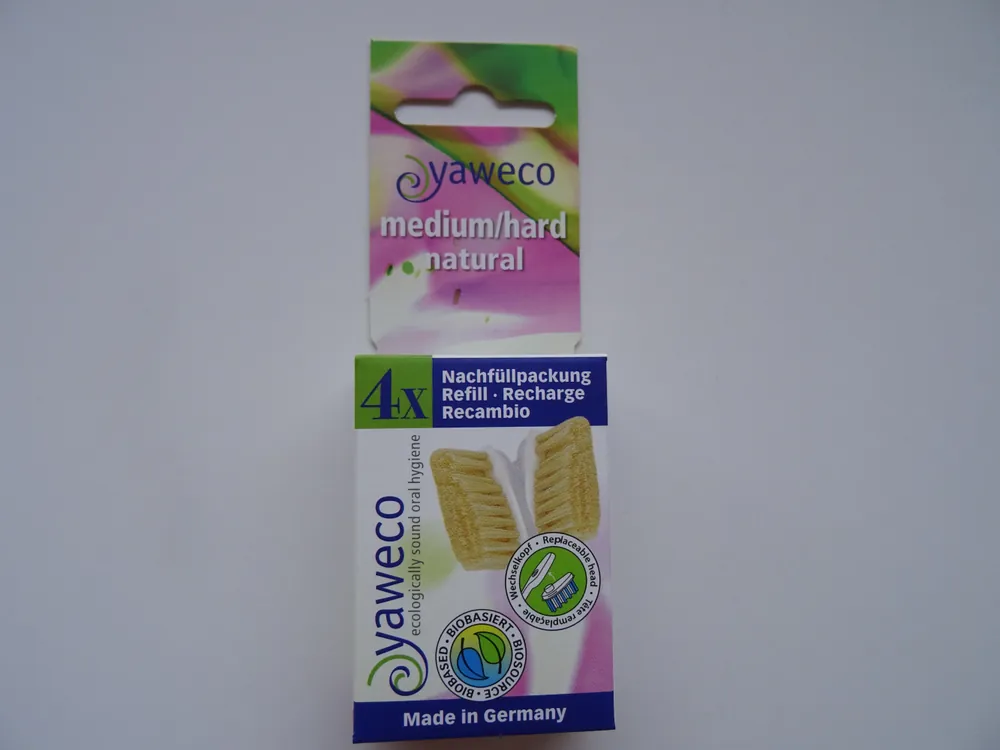 yaweco
medium/hard
natural
4x
Nachfüllpackung
Refill · Recharge
Recambio
yaweco
ecologically sound oral hygiene
Wechselkopf · Replaceable head · Tête remplaçable ·
BIOBASIERT · BIOSOURCE · BIOBASED ·
Made in Germany